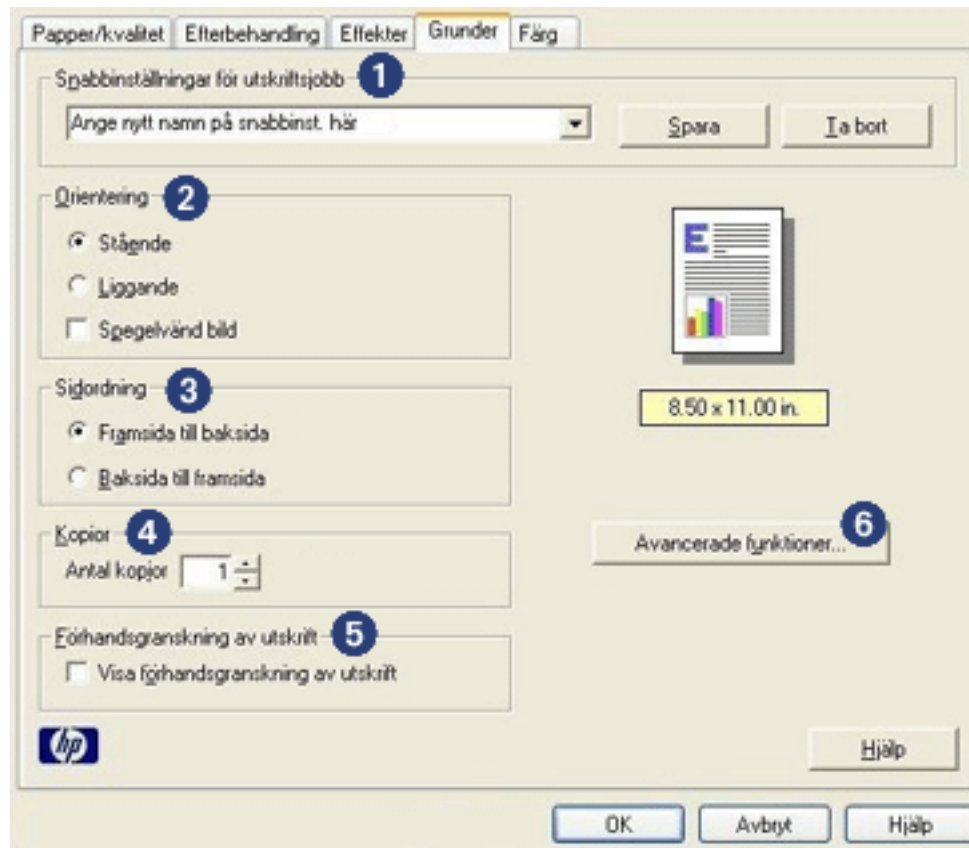 Papper/kvalitet Efterbehandling Effekter Grunder Färg
Snabbinställningar för utskriftsjobb 1
Ange nytt namn på snabbinst. här Spara Ta bort
Orientering 2
Stående
Liggande
Spegelvänd bild
E
8.50 x 11.00 in.
Sidordning 3
Framsida till baksida
Baksida till framsida
Kopior 4
Antal kopior 1
Avancerade funktioner... 6
Förhandsgranskning av utskrift 5
Visa förhandsgranskning av utskrift
hp
Hjälp
OK Avbryt Hjälp